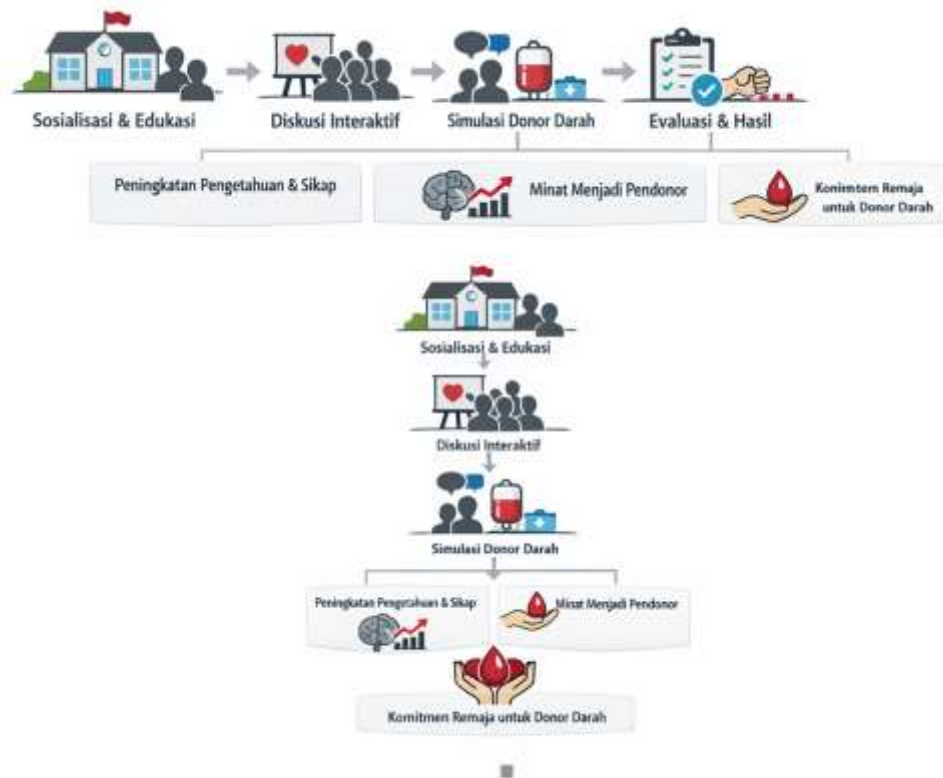 Sosialisasi & Edukasi
Diskusi Interaktif
Simulasi Donor Darah
Evaluasi & Hasil
Peningkatan Pengetahuan & Sikap
Minat Menjadi Pendonor
Konimtem Remaja
untuk Donor Darah
Sosialisasi & Edukasi
Diskusi Interaktif
Simulasi Donor Darah
Peningkatan Pengetahuan & Sikap
Minat Menjadi Pendonor
Komitmen Remaja untuk Donor Darah